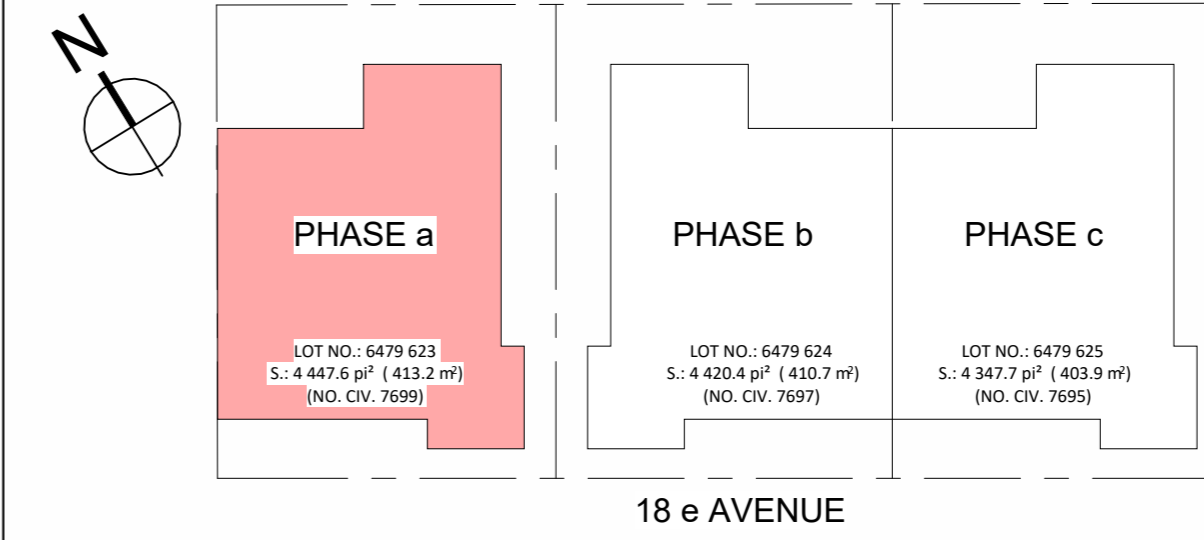 N
PHASE a
PHASE b
PHASE c
LOT NO.: 6479 623
S.: 4 447.6 pi² ( 413.2 m²)
(NO. CIV. 7699)
LOT NO.: 6479 624
S.: 4 420.4 pi² ( 410.7 m²)
(NO. CIV. 7697)
LOT NO.: 6479 625
S.: 4 347.7 pi² ( 403.9 m²)
(NO. CIV. 7695)
18 e AVENUE